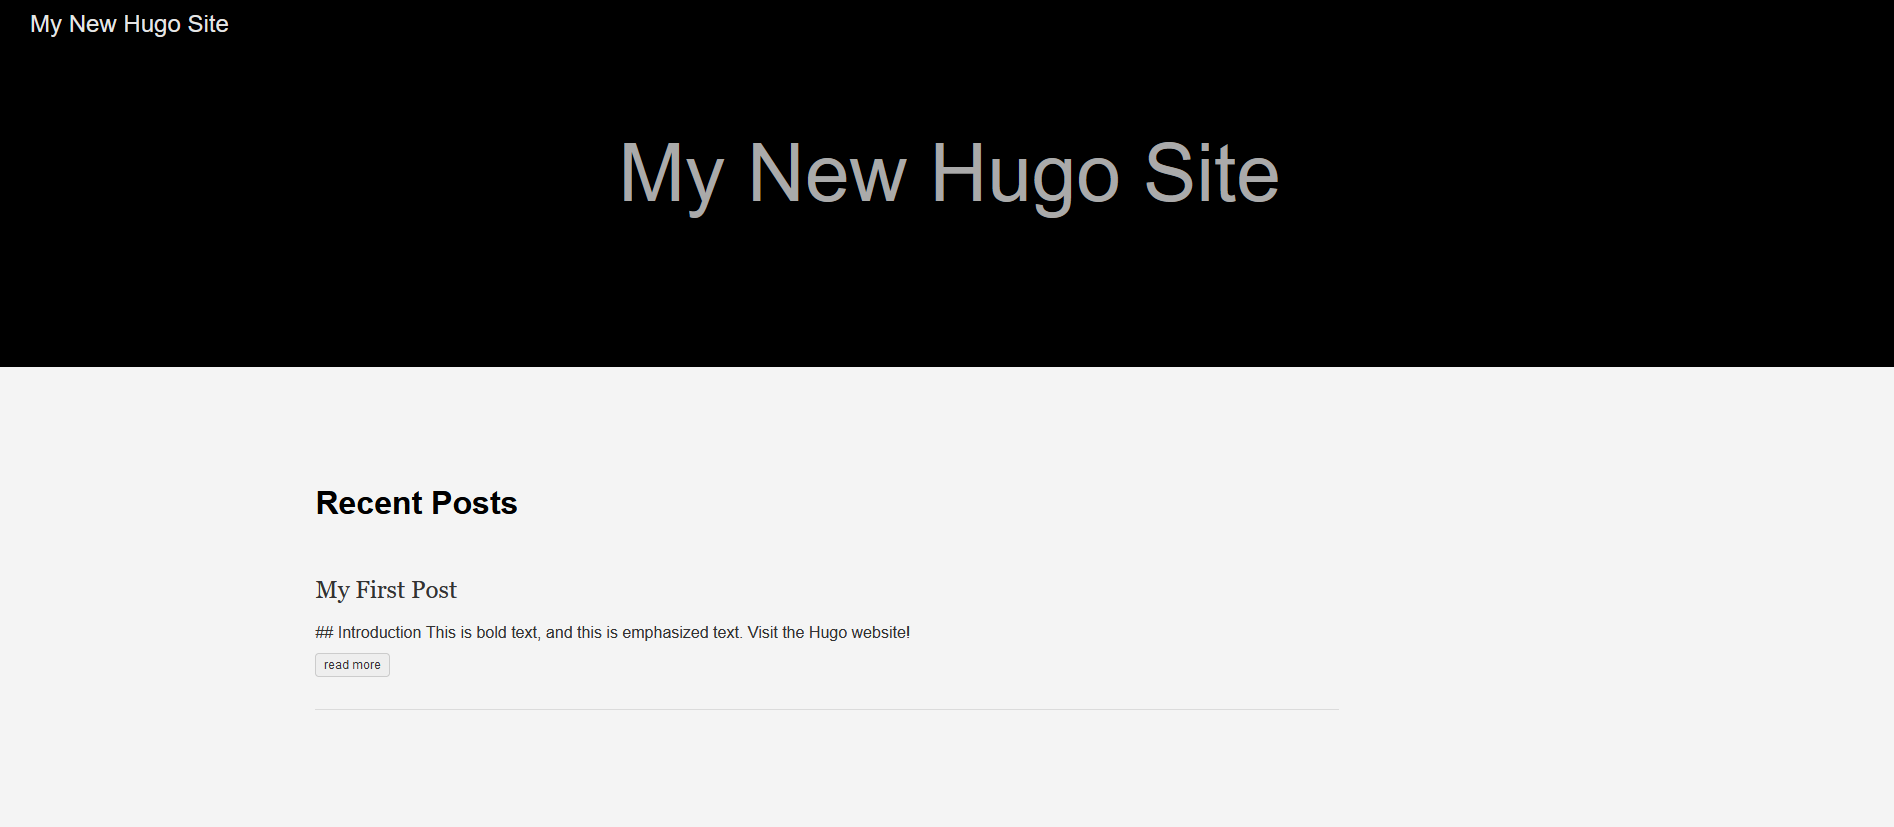 My New Hugo Site
My New Hugo Site
Recent Posts
My First Post
## Introduction This is bold text, and this is emphasized text. Visit the Hugo website!
read more